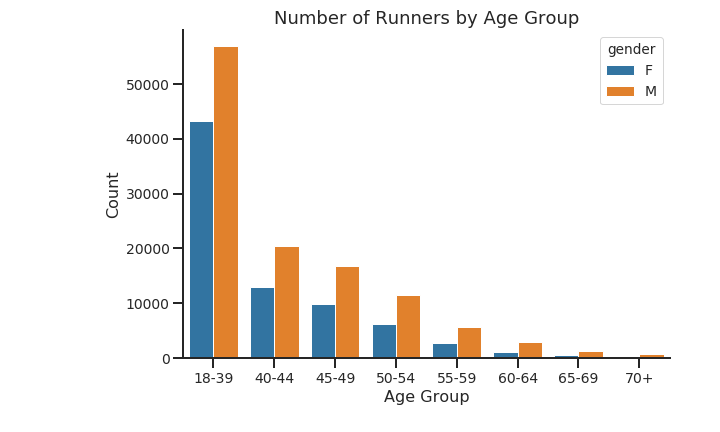 Number of Runners by Age Group
gender
F
M
50000
40000
30000
20000
10000
0
Count
18-39 40-44 45-49 50-54 55-59 60-64 65-69 70+
Age Group